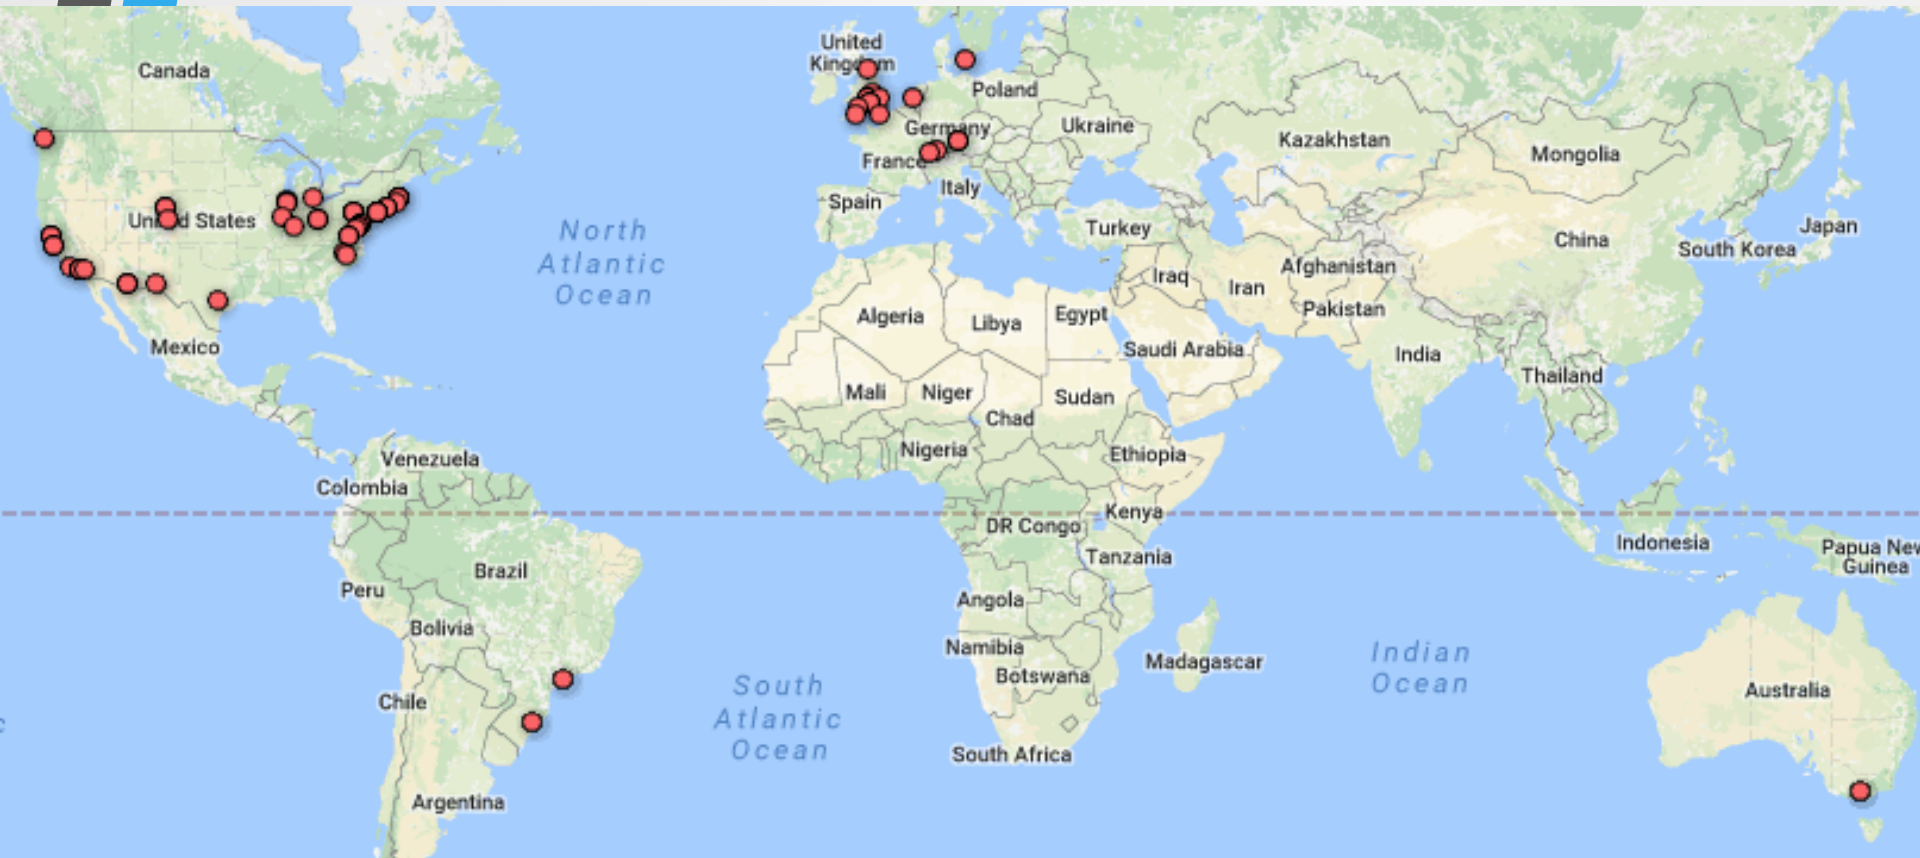 Canada
United
Kingdom
Poland
Germany
Ukraine
Kazakhstan
Mongolia
France
Italy
Spain
United States
Turkey
Japan
South Korea
China
North
Atlantic
Ocean
Iraq
Iran
Afghanistan
Pakistan
Algeria
Libya
Egypt
Saudi Arabia
India
Mexico
Thailand
Mali
Niger
Sudan
Chad
Nigeria
Ethiopia
Venezuela
Colombia
DR Congo
Kenya
Indonesia
Papua New
Guinea
Tanzania
Brazil
Peru
Angola
Bolivia
Namibia
Botswana
Madagascar
Indian
Ocean
Chile
South
Atlantic
Ocean
Australia
South Africa
Argentina